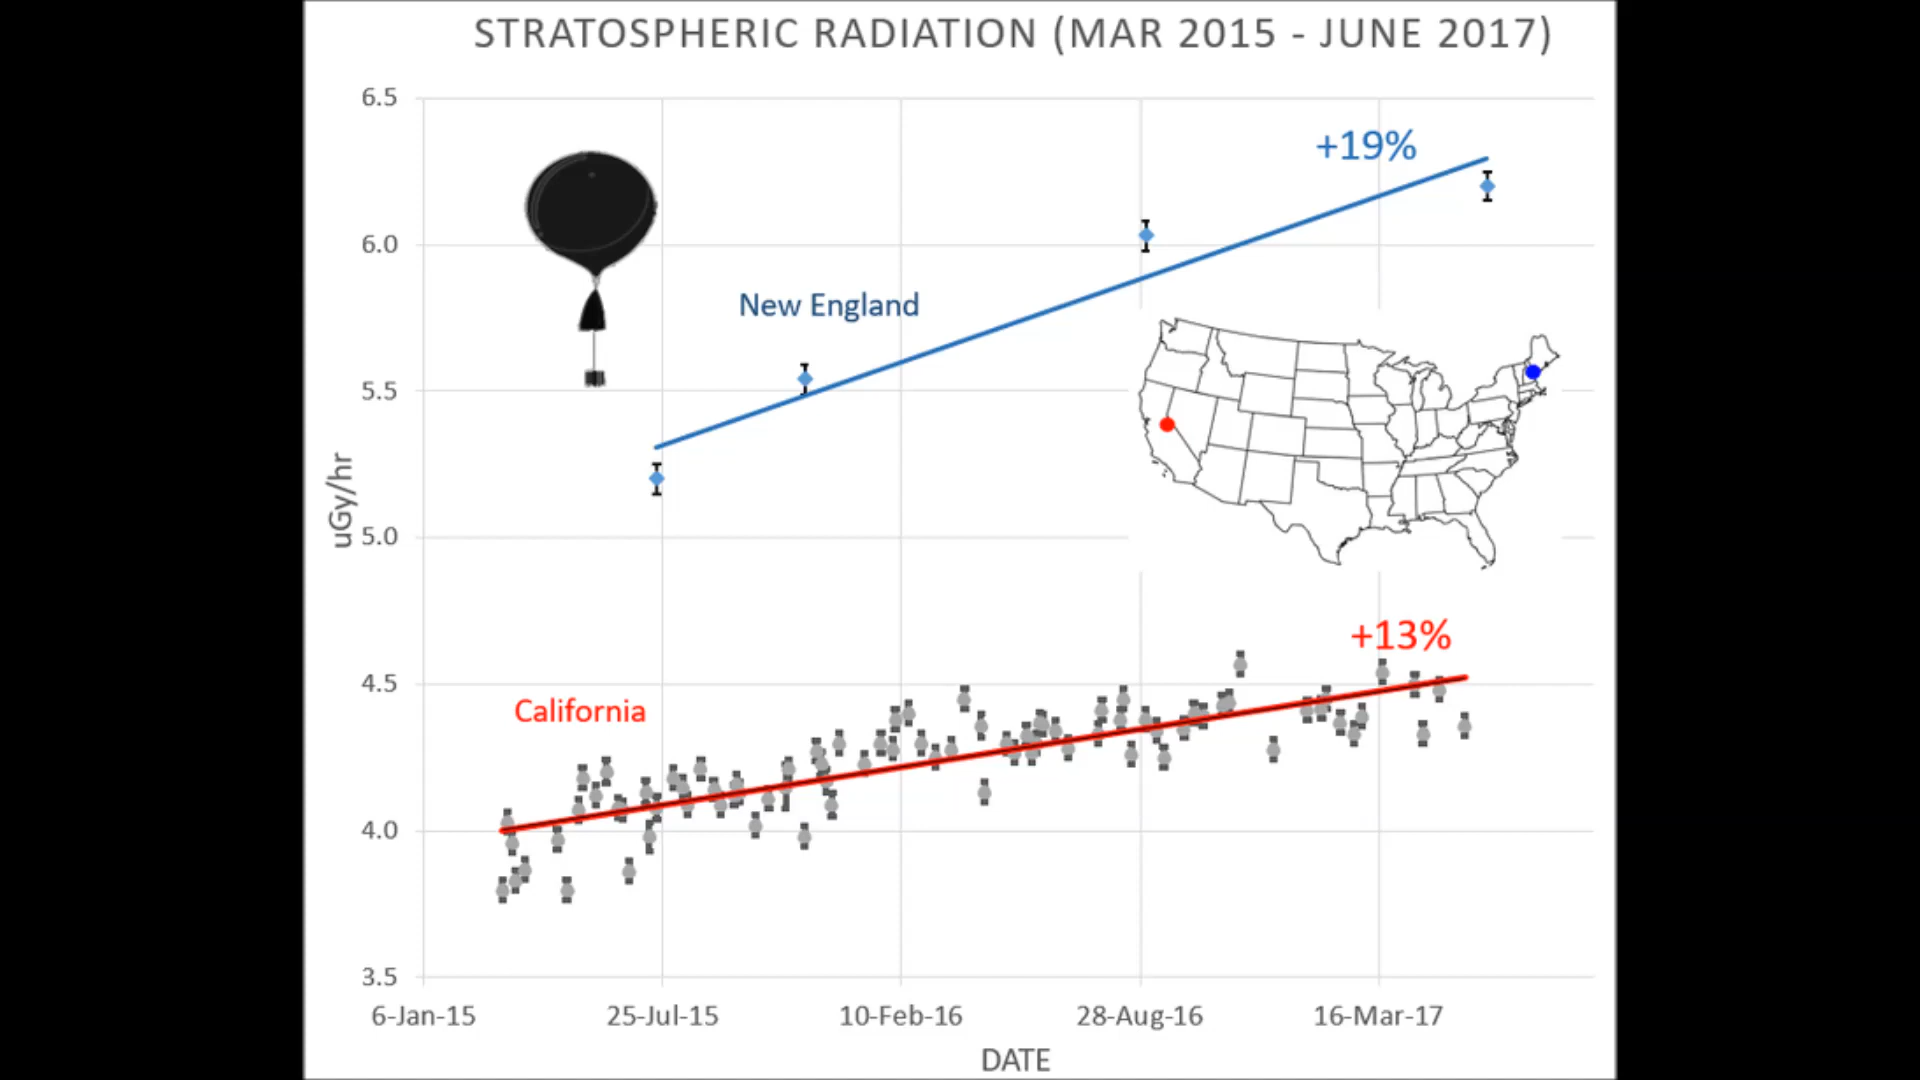 STRATOSPHERIC RADIATION (MAR 2015 - JUNE 2017)
6.5
+19%
6.0
New England
5.5
uGy/hr
5.0
+13%
4.5
California
4.0
3.5
6-Jan-15 25-Jul-15 10-Feb-16 28-Aug-16 16-Mar-17
DATE